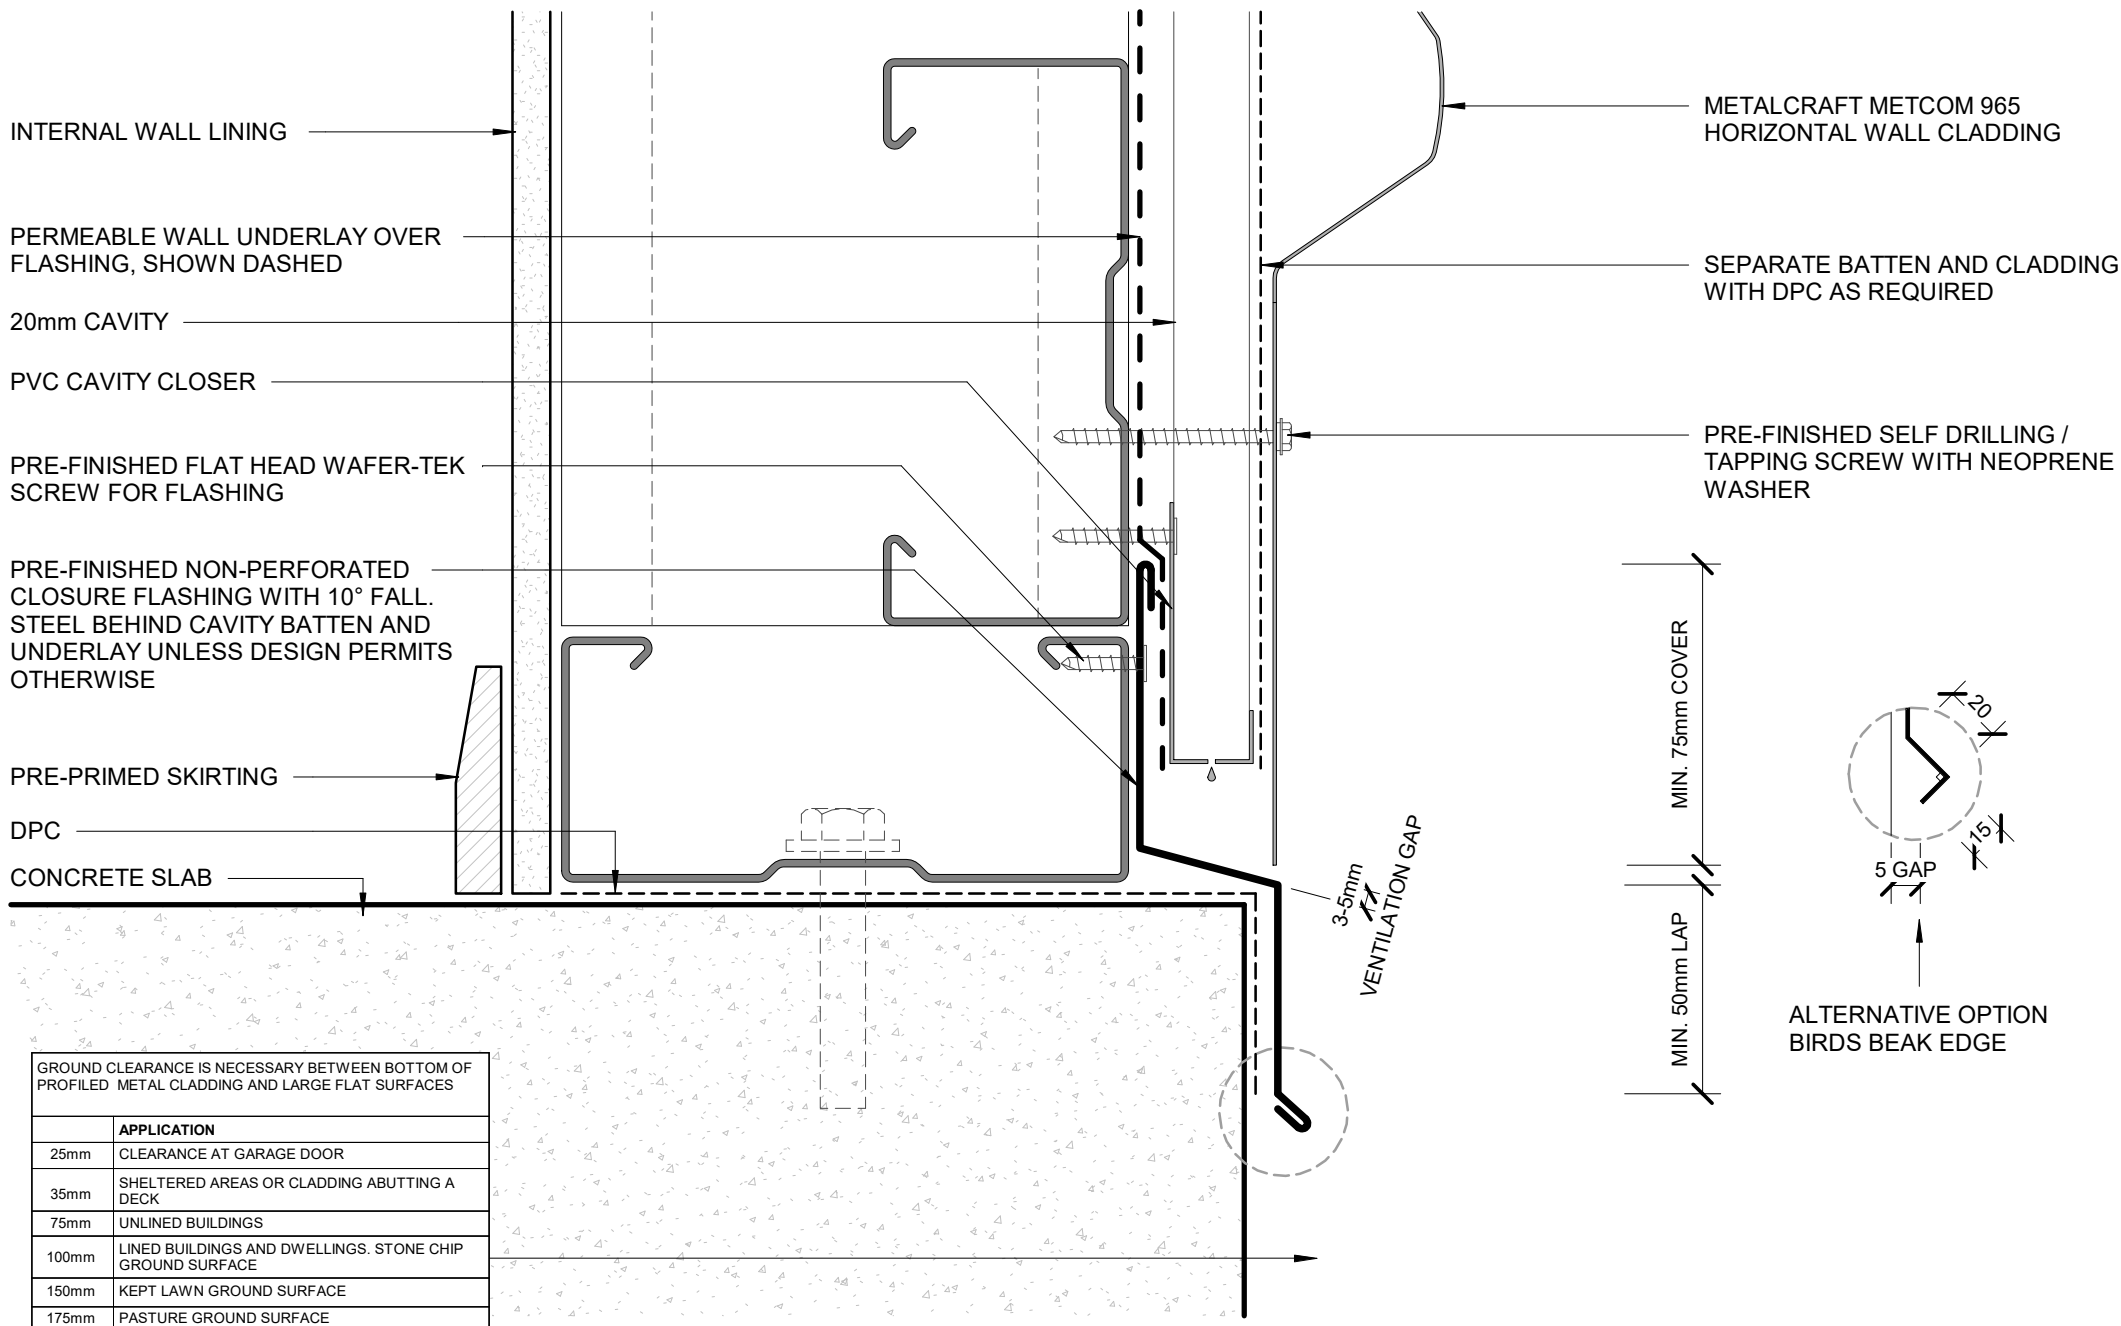 INTERNAL WALL LINING
PERMEABLE WALL UNDERLAY OVER
FLASHING, SHOWN DASHED
20mm CAVITY
PVC CAVITY CLOSER
PRE-FINISHED FLAT HEAD WAFER-TEK
SCREW FOR FLASHING
PRE-FINISHED NON-PERFORATED
CLOSURE FLASHING WITH 10° FALL.
STEEL BEHIND CAVITY BATTEN AND
UNDERLAY UNLESS DESIGN PERMITS
OTHERWISE
PRE-PRIMED SKIRTING
DPC
CONCRETE SLAB
METALCRAFT METCOM 965
HORIZONTAL WALL CLADDING
SEPARATE BATTEN AND CLADDING
WITH DPC AS REQUIRED
PRE-FINISHED SELF DRILLING /
TAPPING SCREW WITH NEOPRENE
WASHER
MIN. 75mm COVER
MIN. 50mm LAP
3-5mm
VENTILATION GAP
20
15
5 GAP
ALTERNATIVE OPTION
BIRDS BEAK EDGE
GROUND CLEARANCE IS NECESSARY BETWEEN BOTTOM OF
PROFILED METAL CLADDING AND LARGE FLAT SURFACES
APPLICATION
25mm CLEARANCE AT GARAGE DOOR
35mm SHELTERED AREAS OR CLADDING ABUTTING A
DECK
75mm UNLINED BUILDINGS
100mm LINED BUILDINGS AND DWELLINGS. STONE CHIP
GROUND SURFACE
150mm KEPT LAWN GROUND SURFACE
175mm PASTURE GROUND SURFACE